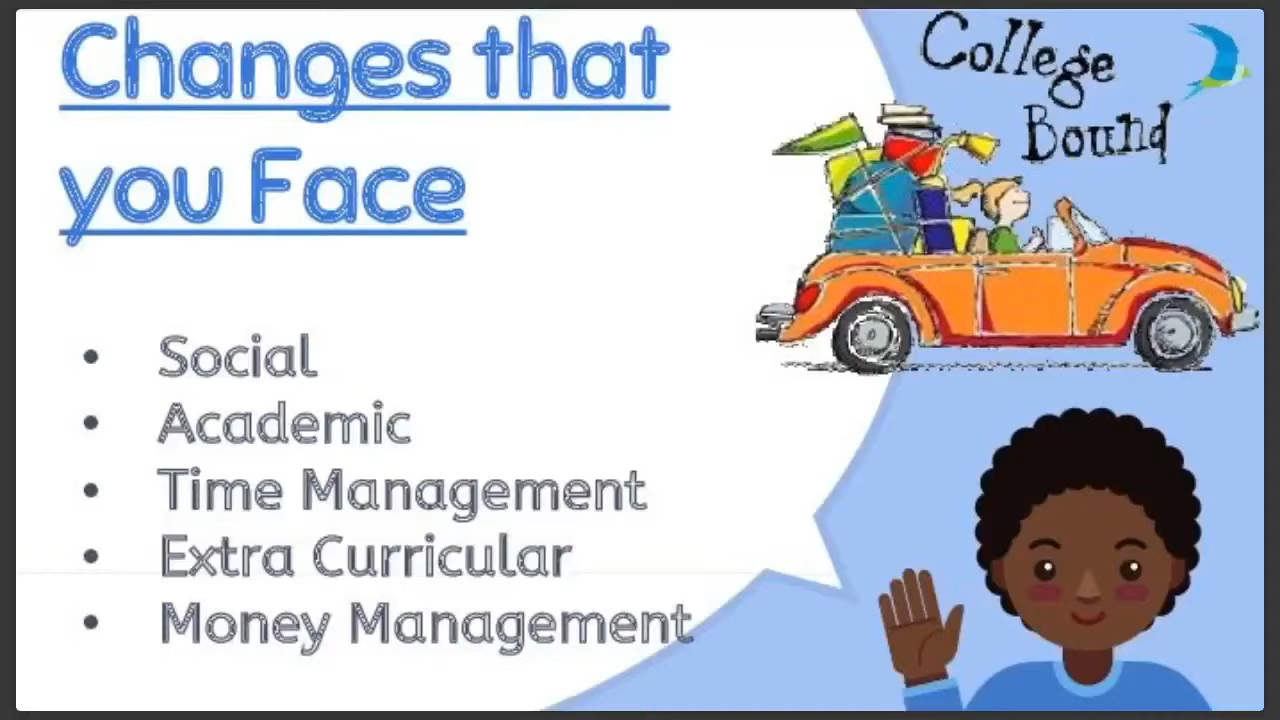 Changes that
you Face
College
Bound
• Social
• Academic
• Time Management
• Extra Curricular
• Money Management